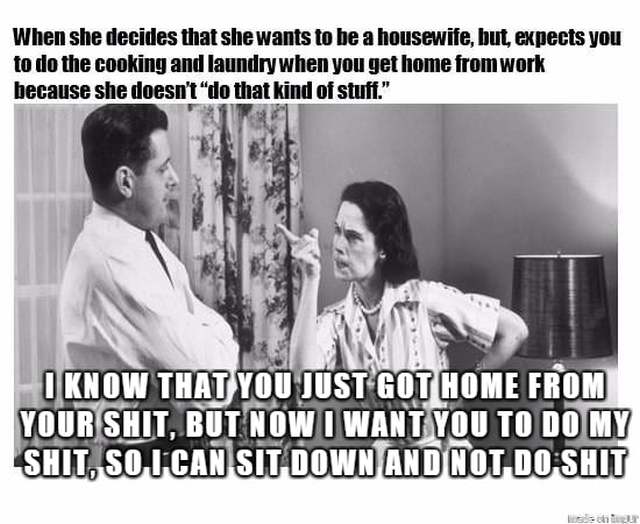 When she decides that she wants to be a housewife, but, expects you
to do the cooking and laundry when you get home from work
because she doesn't “do that kind of stuff.”
I KNOW THAT YOU JUST GOT HOME FROM
YOUR SHIT, BUT NOW I WANT YOU TO DO MY
SHIT, SO I CAN SIT DOWN AND NOT DO SHIT
made on imgur